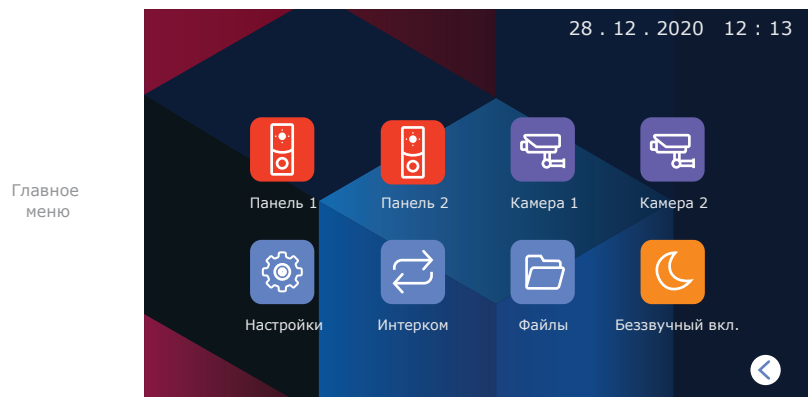 28 . 12 . 2020 12 : 13
Панель 1 Панель 2 Камера 1 Камера 2
Главное
меню
Настройки Интерком Файлы Беззвучный вкл.